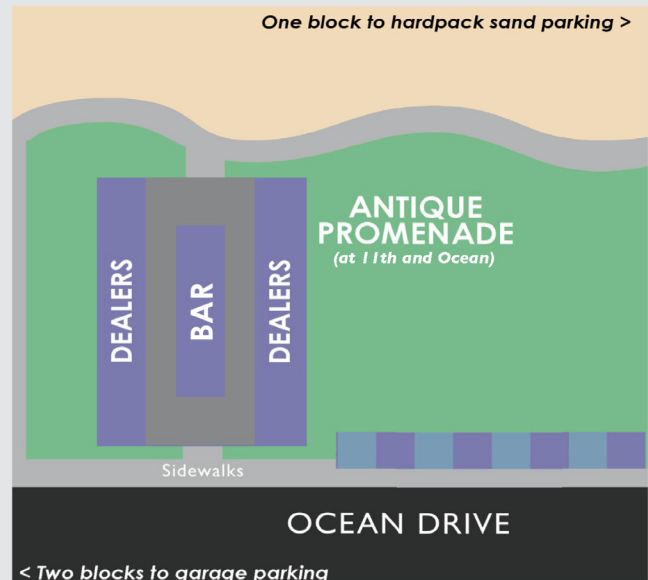 One block to hardpack sand parking >
ANTIQUE
PROMENADE
(at 11th and Ocean)
DEALERS
BAR
DEALERS
Sidewalks
OCEAN DRIVE
< Two blocks to garage parking